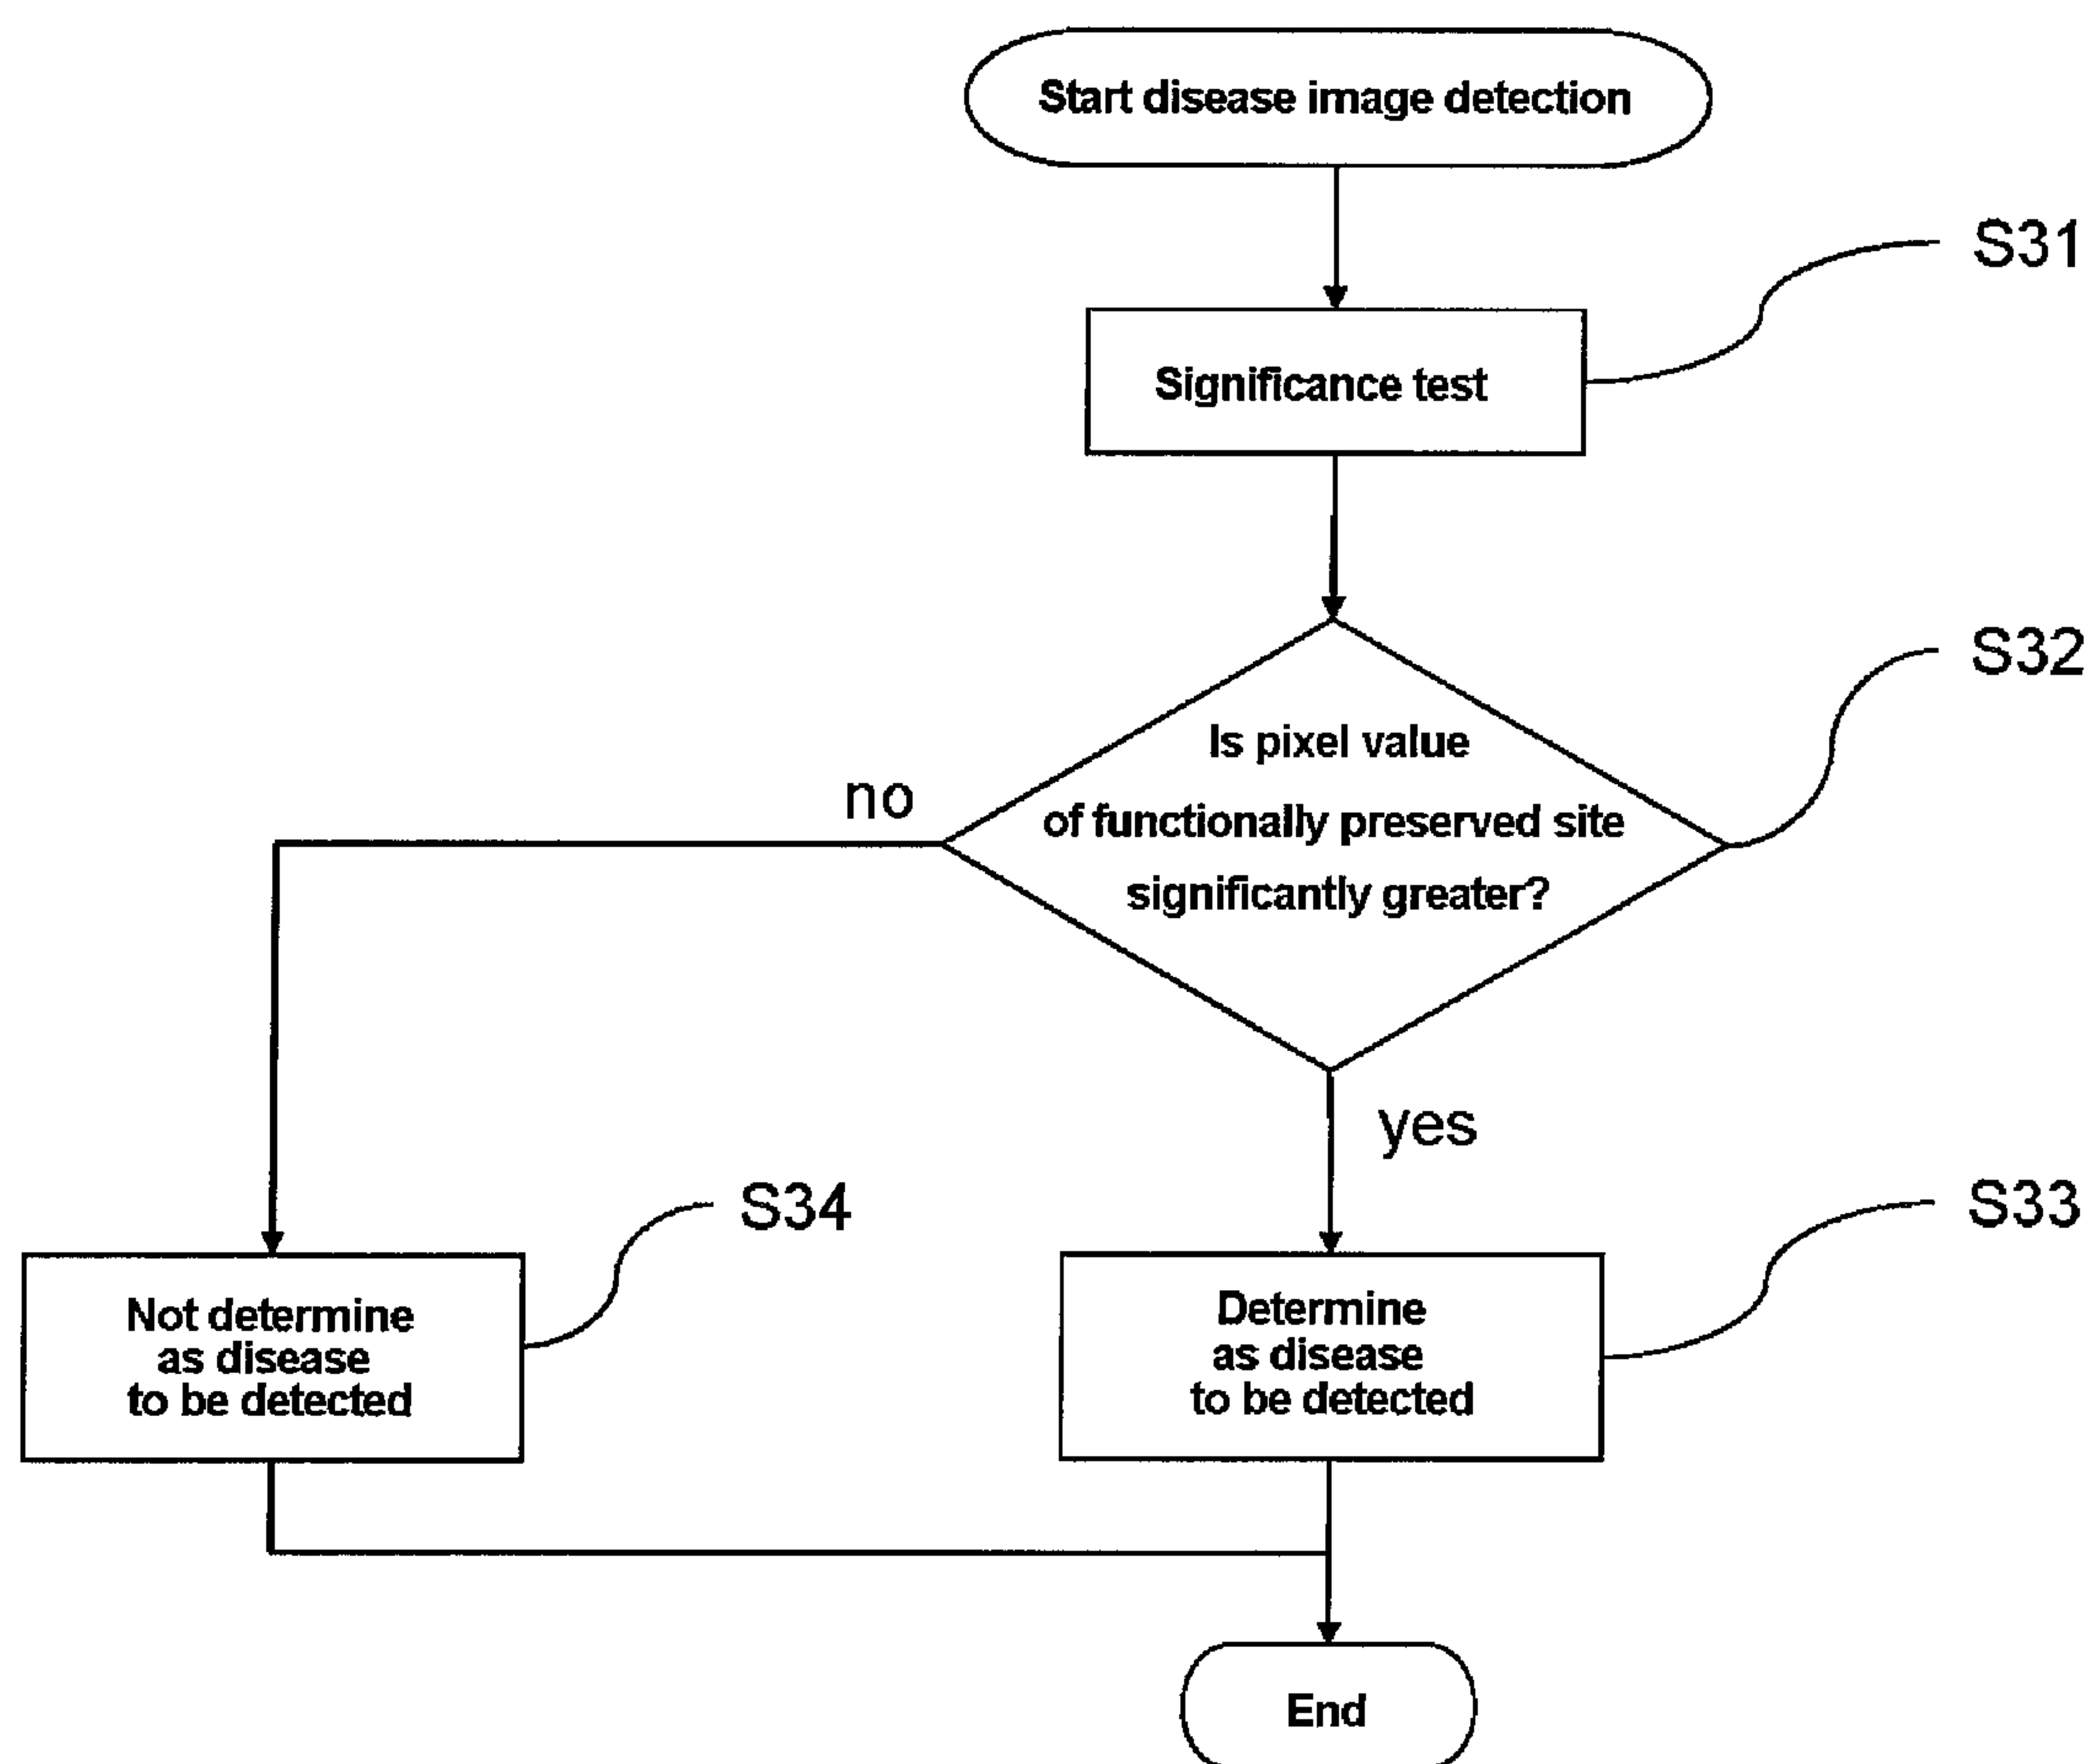 Start disease image detection
S31
Significance test
S32
Is pixel value
of functionally preserved site
significantly greater?
no
yes
S34
S33
Not determine
as disease
to be detected
Determine
as disease
to be detected
End